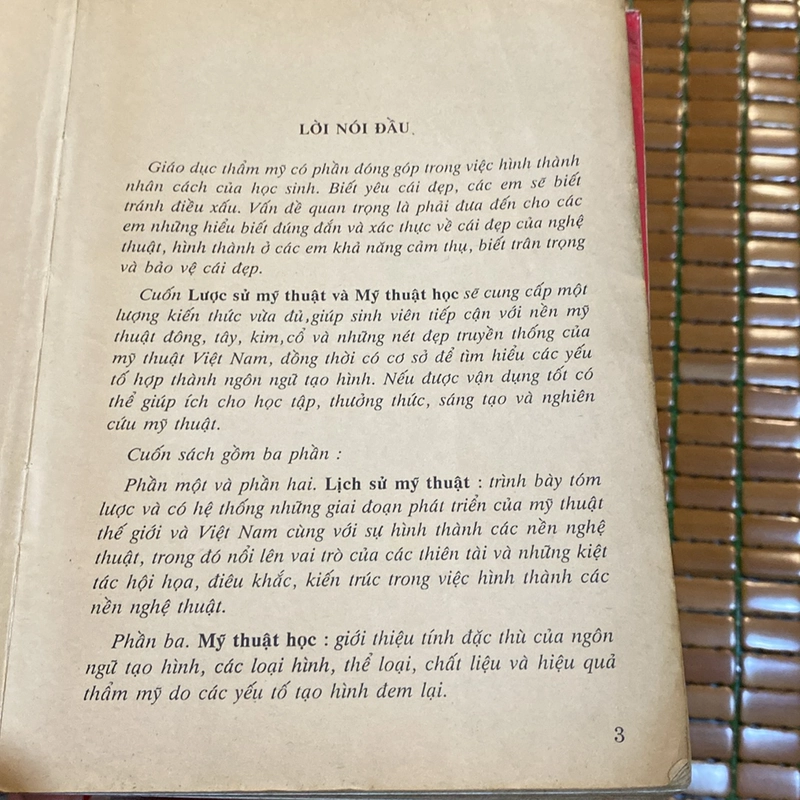 LỜI NÓI ĐẦU
Giáo dục thẩm mỹ có phần đóng góp trong việc hình thành
nhân cách của học sinh. Biết yêu cái đẹp, các em sẽ biết
tránh điều xấu. Vấn đề quan trọng là phải đưa đến cho các
em những hiểu biết đúng đắn và xác thực về cái đẹp của nghệ
thuật, hình thành ở các em khả năng cảm thụ, biết trân trọng
và bảo vệ cái đẹp.
Cuốn Lược sử mỹ thuật và Mỹ thuật học sẽ cung cấp một
lượng kiến thức vừa đủ,giúp sinh viên tiếp cận với nền mỹ
thuật đông, tây, kim,cổ và những nét đẹp truyền thống của
mỹ thuật Việt Nam, đồng thời có cơ sở để tìm hiểu các yếu
tố hợp thành ngôn ngữ tạo hình. Nếu được vận dụng tốt có
thể giúp ích cho học tập, thưởng thức, sáng tạo và nghiên
cứu mỹ thuật.
Cuốn sách gồm ba phần :
Phần một và phần hai. Lịch sử mỹ thuật : trình bày tóm
lược và có hệ thống những giai đoạn phát triển của mỹ thuật
thế giới và Việt Nam cùng với sự hình thành các nền nghệ
thuật, trong đó nổi lên vai trò của các thiên tài và những kiệt
tác hội họa, điêu khắc, kiến trúc trong việc hình thành các
nền nghệ thuật.
Phần ba. Mỹ thuật học : giới thiệu tính đặc thù của ngôn
ngữ tạo hình, các loại hình, thể loại, chất liệu và hiệu quả
thẩm mỹ do các yếu tố tạo hình đem lại.
3